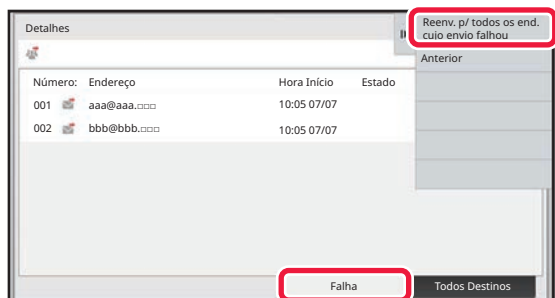 Detalhes
Reenv. p/ todos os end.
cujo envio falhou
Anterior
Número: Endereço Hora Início Estado
001 aaa@aaa.□□□ 10:05 07/07
002 bbb@bbb.□□□ 10:05 07/07
Falha Todos Destinos